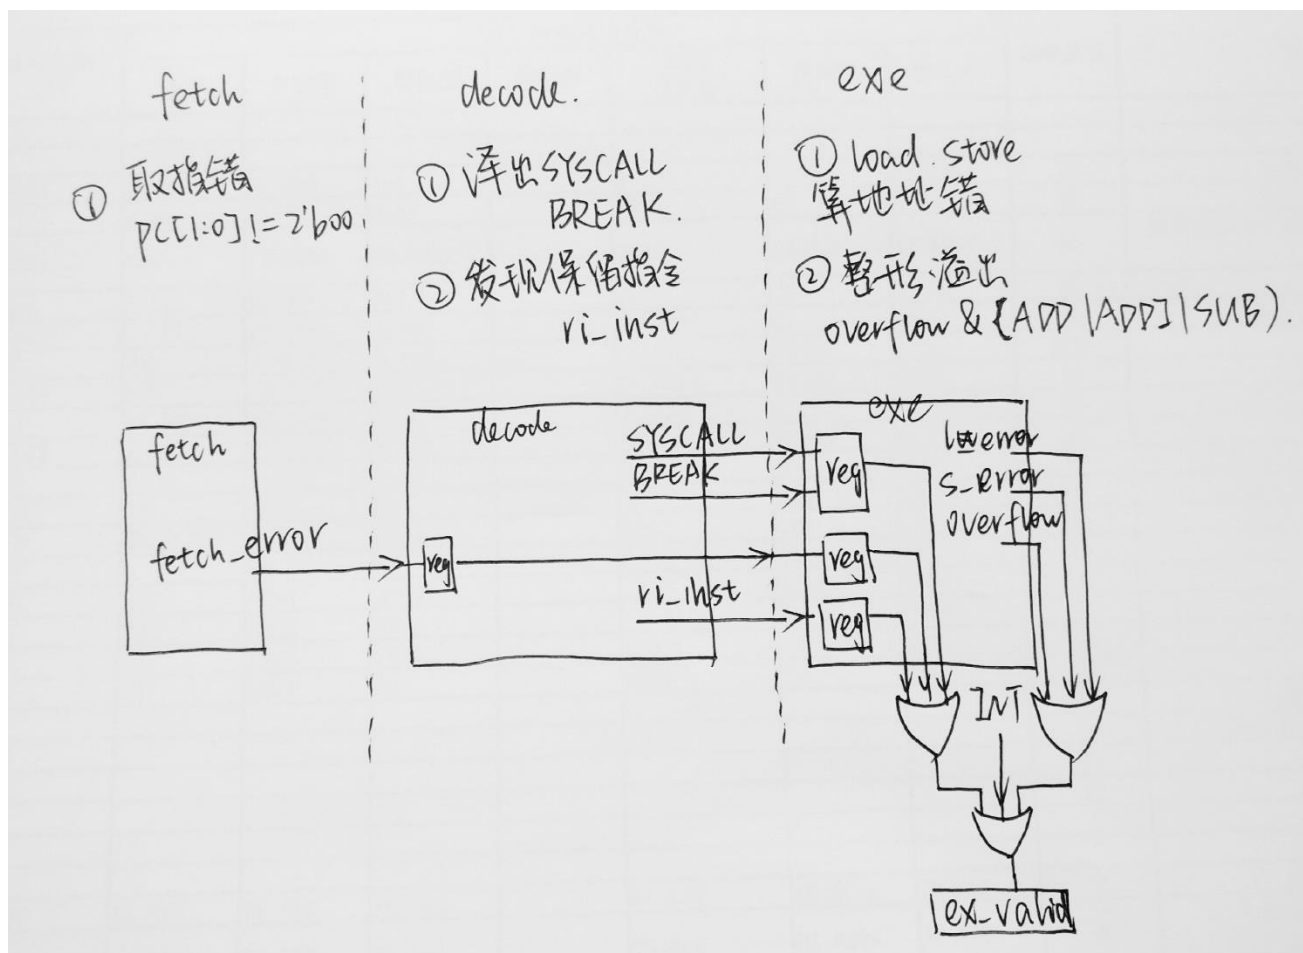 fetch
① 取指错
pc[1:0]!=2'b00
decode.
① 译出SYSCALL
BREAK.
② 发现保留指令
ri_inst
exe
① load.store
算地址错
② 整形溢出
overflow & (ADD|ADDI|SUB).
fetch
fetch_error
decode
reg
SYSCALL
BREAK
ri_inst
exe
reg
reg
reg
s_error
overflow
INT
ex_valid